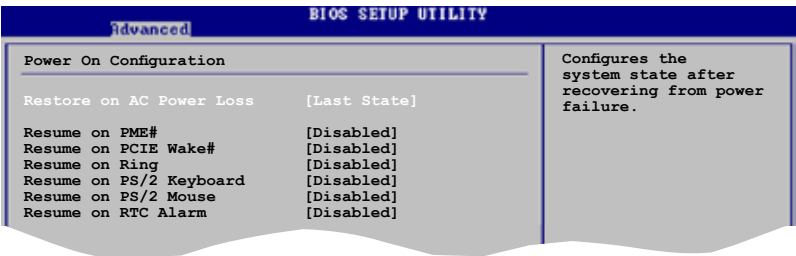 BIOS SETUP UTILITY
Advanced
Power On Configuration
Restore on AC Power Loss [Last State]
Resume on PME# [Disabled]
Resume on PCIE Wake# [Disabled]
Resume on Ring [Disabled]
Resume on PS/2 Keyboard [Disabled]
Resume on PS/2 Mouse [Disabled]
Resume on RTC Alarm [Disabled]
Configures the
system state after
recovering from power
failure.